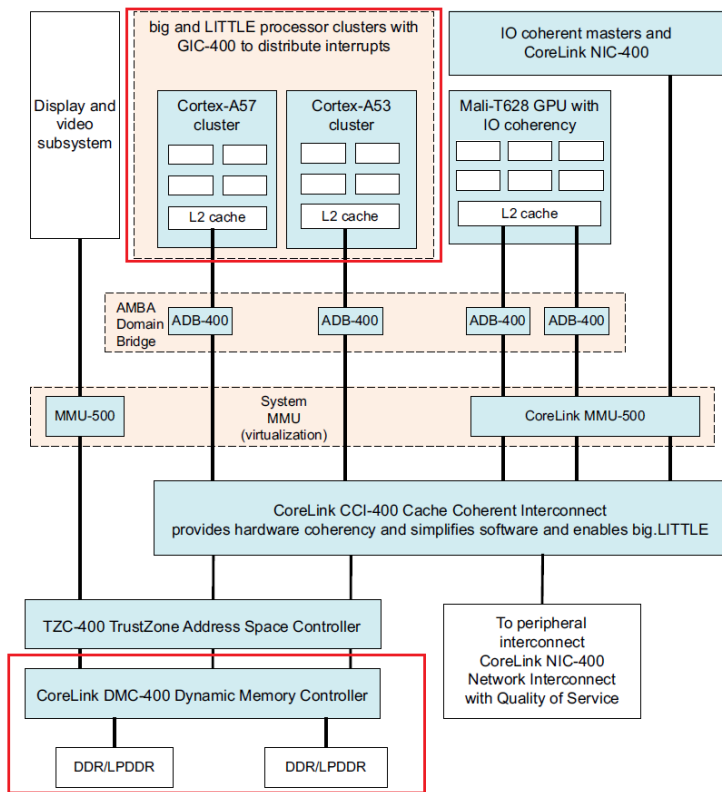 big and LITTLE processor clusters with
GIC-400 to distribute interrupts
IO coherent masters and
CoreLink NIC-400
Display and
video
subsystem
Cortex-A57
cluster
L2 cache
Cortex-A53
cluster
L2 cache
Mali-T628 GPU with
IO coherency
L2 cache
AMBA
Domain
Bridge
ADB-400
ADB-400
ADB-400
ADB-400
MMU-500
System
MMU
(virtualization)
CoreLink MMU-500
CoreLink CCI-400 Cache Coherent Interconnect
provides hardware coherency and simplifies software and enables big.LITTLE
TZC-400 TrustZone Address Space Controller
To peripheral
interconnect
CoreLink NIC-400
Network Interconnect
with Quality of Service
CoreLink DMC-400 Dynamic Memory Controller
DDR/LPDDR
DDR/LPDDR